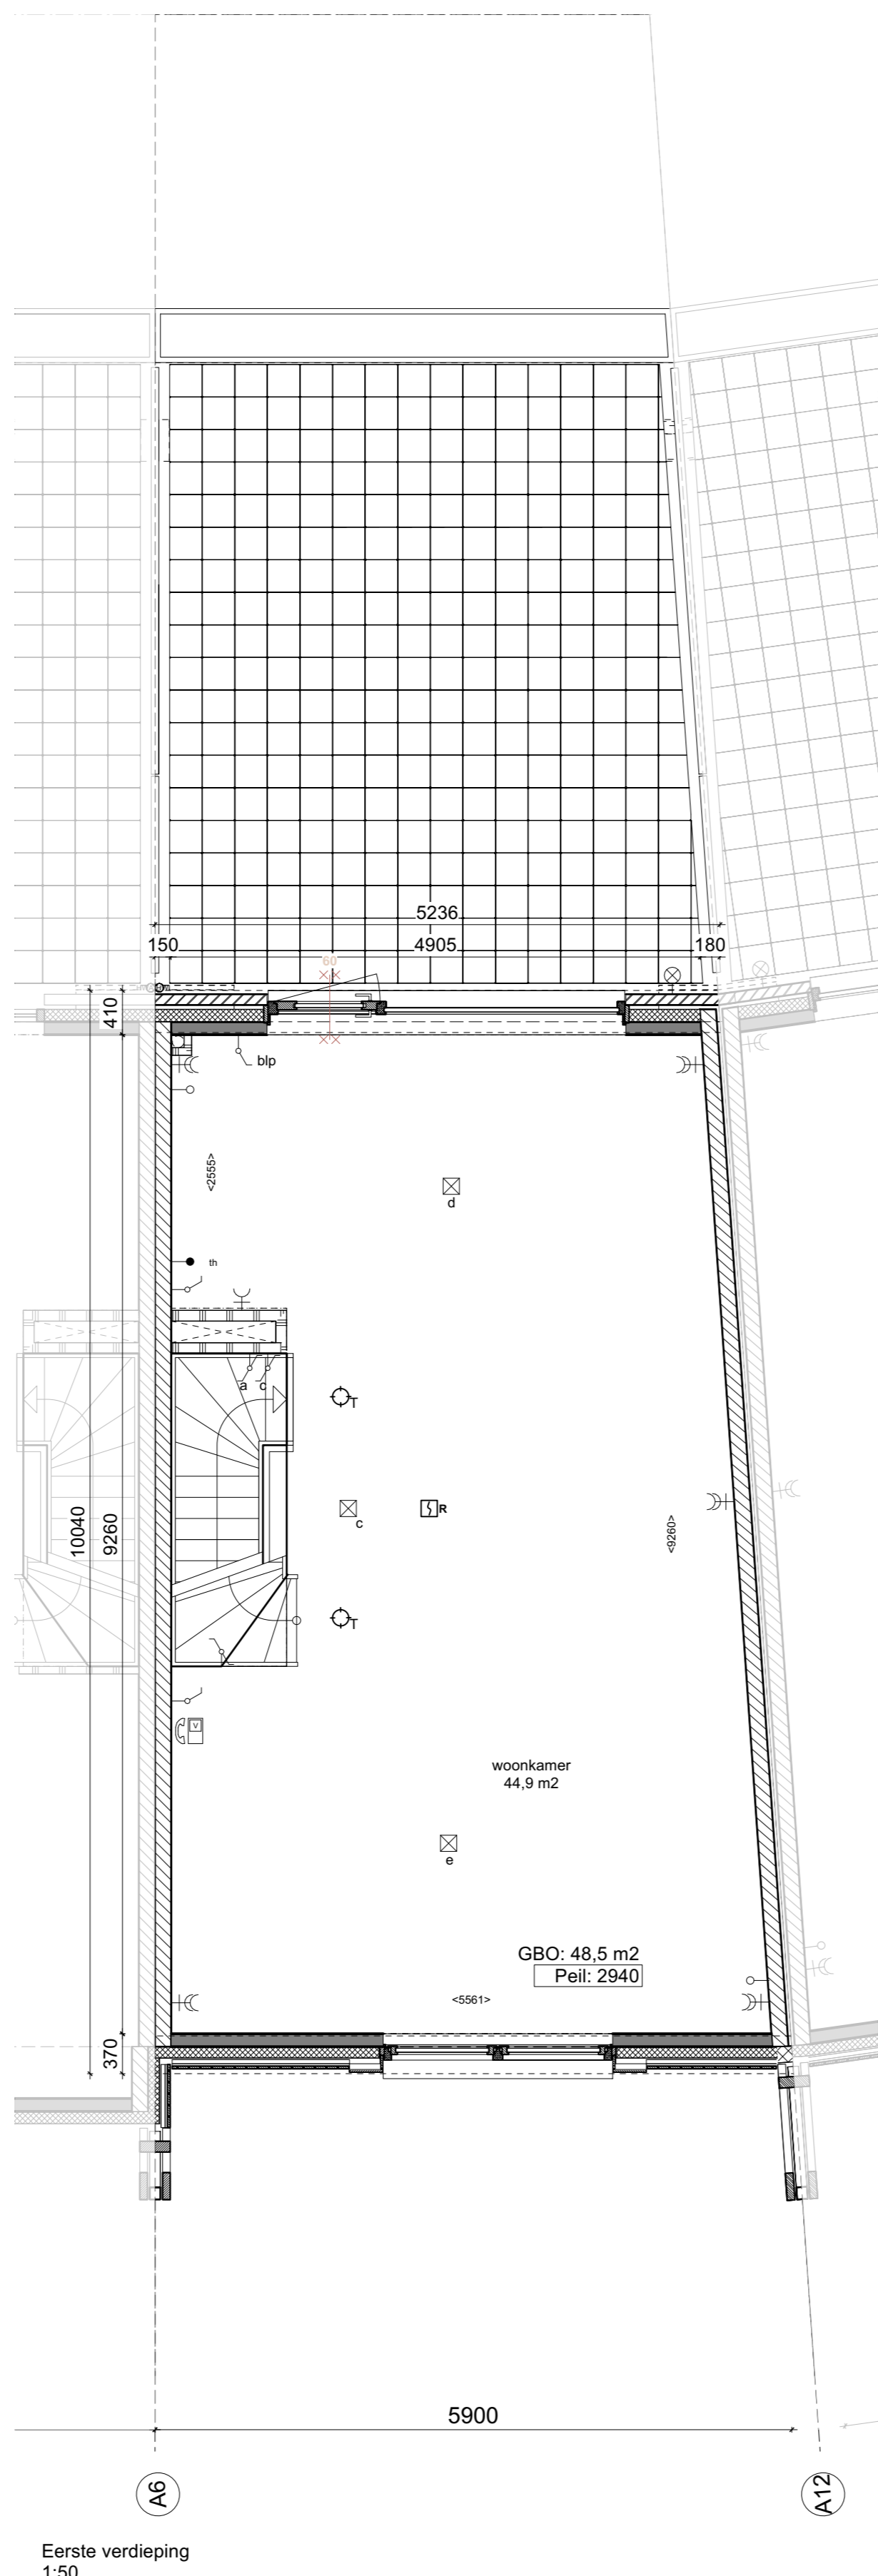 5236
150
4905
180
60
410
blp
<2555>
d
th
a
c
T
10040
9260
c
R
<9260>
T
V
woonkamer
44,9 m2
e
GBO: 48,5 m2
Peil: 2940
<5561>
370
5900
A6
A12
Eerste verdieping
1:50